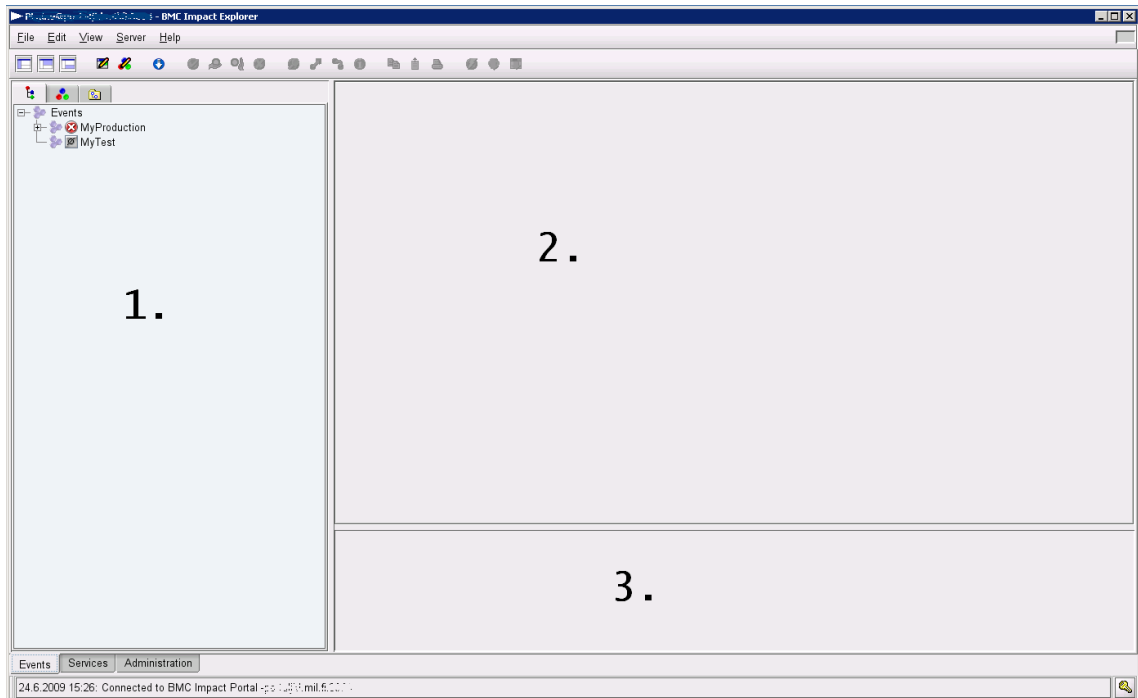 - BMC Impact Explorer
File Edit View Server Help
Events
MyProduction
MyTest
1.
2.
3.
Events Services Administration
24.6.2009 15:26: Connected to BMC Impact Portal -